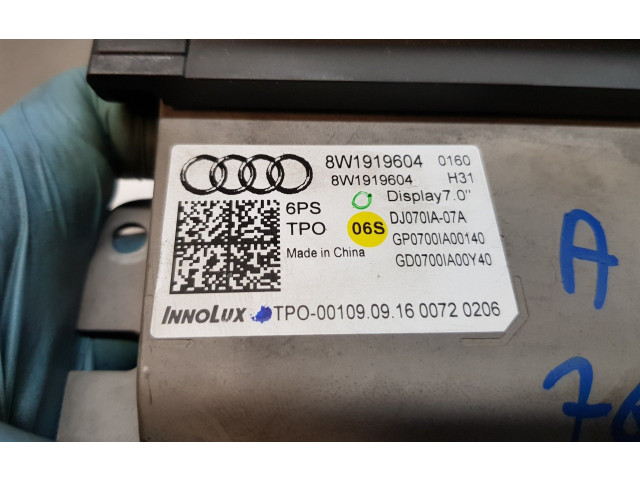 8W1919604 0160
8W1919604 H31
Display7.0"
6PS
TPO 06S DJ070IA-07A
Made in China GP0700IA00140
GD0700IA00Y40
INNOLUX TPO-00109.09.16 0072 0206
A